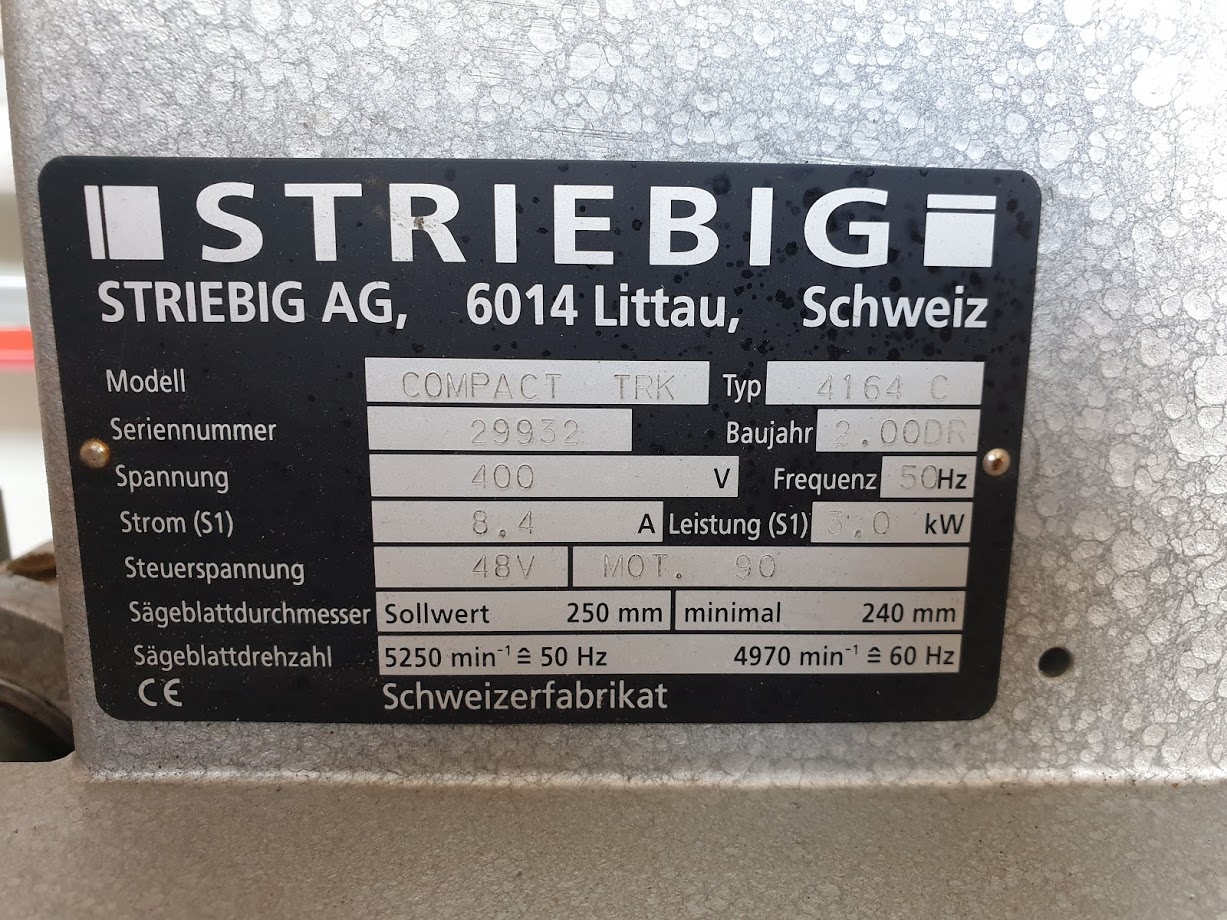 STRIEBIG
STRIEBIG AG, 6014 Littau, Schweiz
Modell COMPACT TRK Typ 4164 C
Seriennummer 29932 Baujahr 2.00DR
Spannung 400 V Frequenz 50Hz
Strom (S1) 8.4 A Leistung (S1) 3.0 kW
Steuerspannung 48V MOT. 90
Sägeblattdurchmesser Sollwert 250 mm minimal 240 mm
Sägeblattdrehzahl 5250 min⁻¹ ≙ 50 Hz 4970 min⁻¹ ≙ 60 Hz
CE Schweizerfabrikat